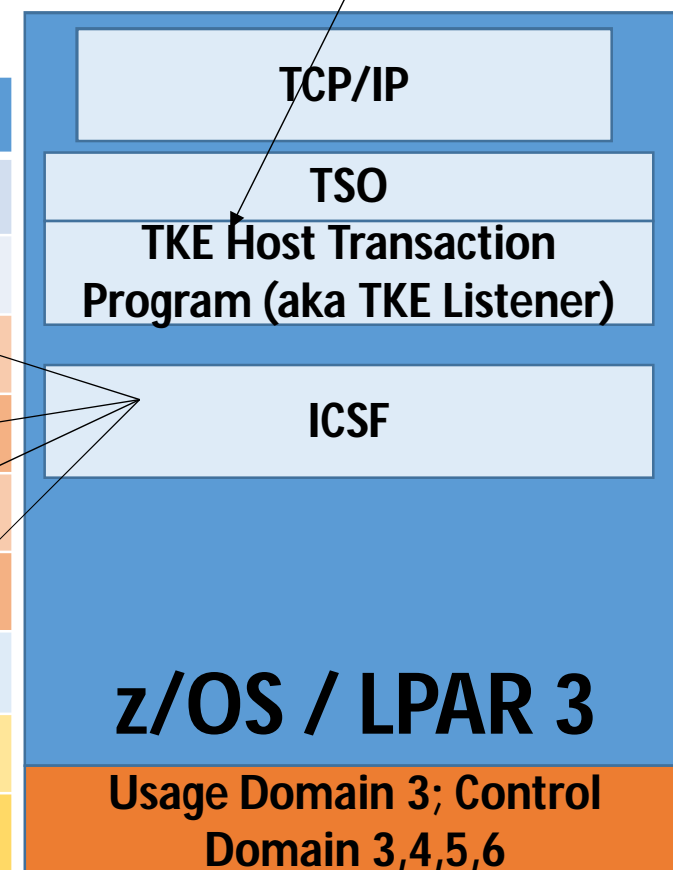 TCP/IP
TSO
TKE Host Transaction
Program (aka TKE Listener)
ICSF
z/OS / LPAR 3
Usage Domain 3; Control
Domain 3,4,5,6